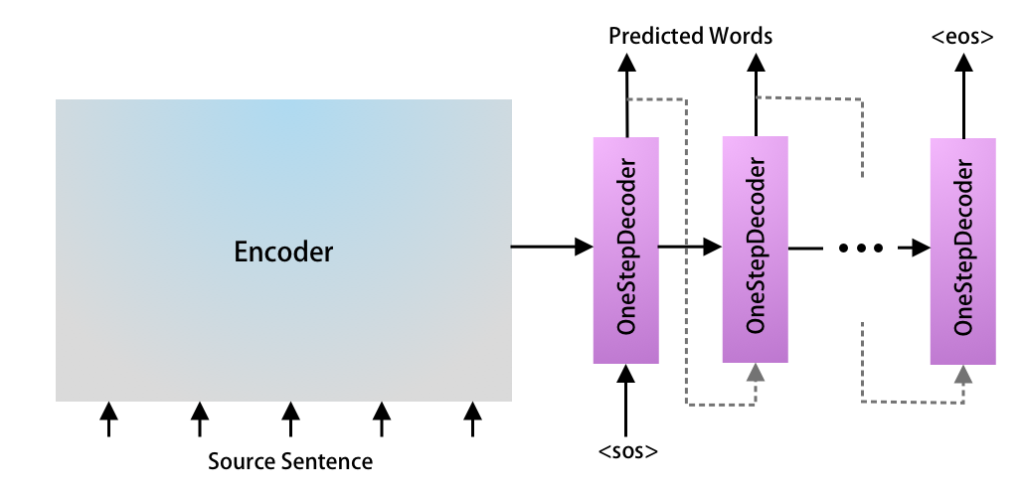 Predicted Words
<eos>
Encoder
OneStepDecoder
OneStepDecoder
OneStepDecoder
<sos>
Source Sentence